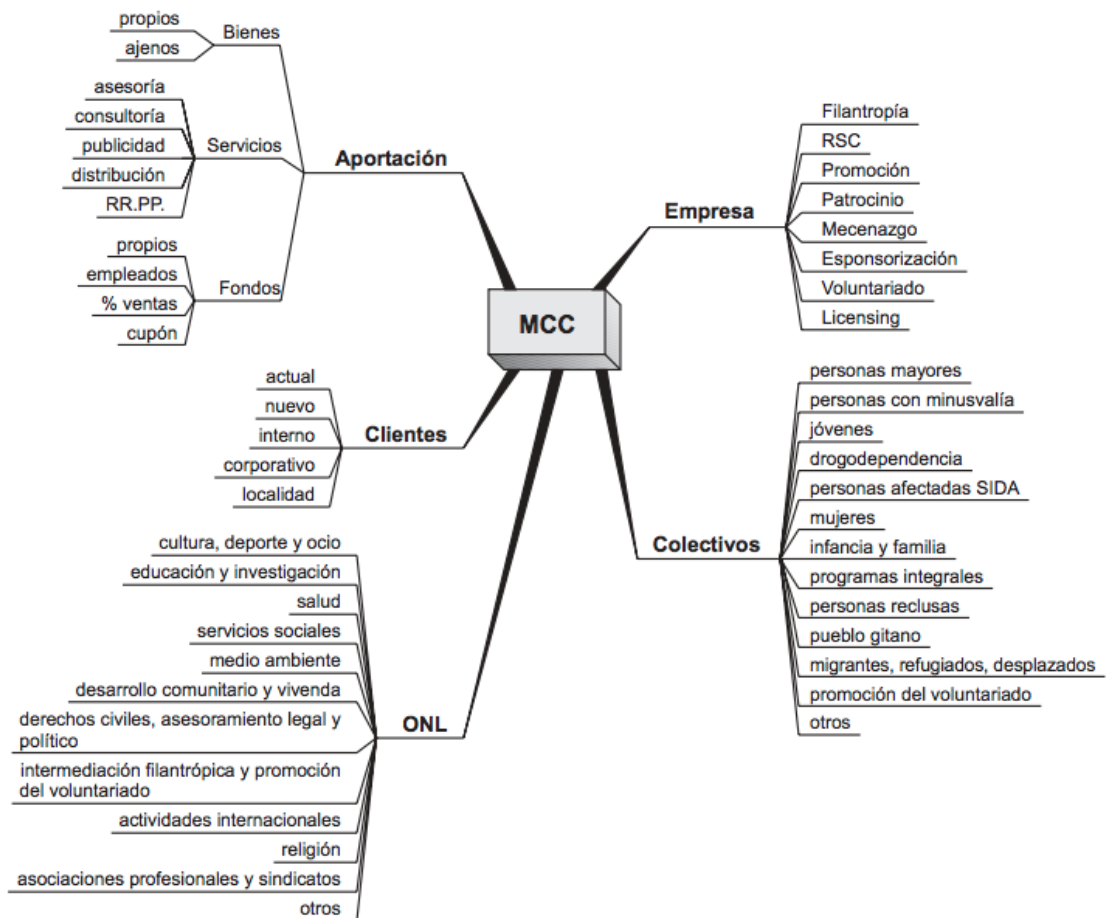 MCC
Aportación
Bienes
propios
ajenos
Servicios
asesoría
consultoría
publicidad
distribución
RR.PP.
Fondos
propios
empleados
% ventas
cupón
Empresa
Filantropía
RSC
Promoción
Patrocinio
Mecenazgo
Esponsorización
Voluntariado
Licensing
Clientes
actual
nuevo
interno
corporativo
localidad
Colectivos
personas mayores
personas con minusvalía
jóvenes
drogodependencia
personas afectadas SIDA
mujeres
infancia y familia
programas integrales
personas reclusas
pueblo gitano
migrantes, refugiados, desplazados
promoción del voluntariado
otros
ONL
cultura, deporte y ocio
educación y investigación
salud
servicios sociales
medio ambiente
desarrollo comunitario y vivenda
derechos civiles, asesoramiento legal y
político
intermediación filantrópica y promoción
del voluntariado
actividades internacionales
religión
asociaciones profesionales y sindicatos
otros